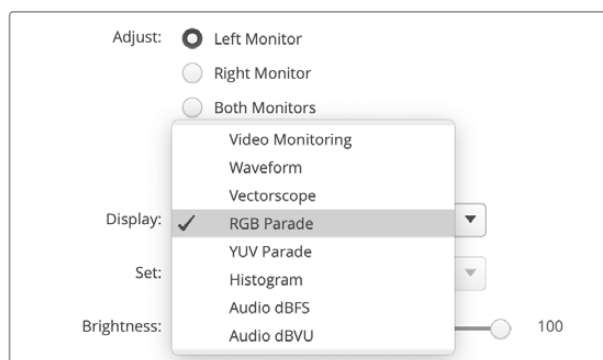 Adjust: Left Monitor
Right Monitor
Both Monitors
Video Monitoring
Waveform
Vectorscope
Display: RGB Parade
YUV Parade
Set: Histogram
Audio dBFS
Brightness: Audio dBVU 100